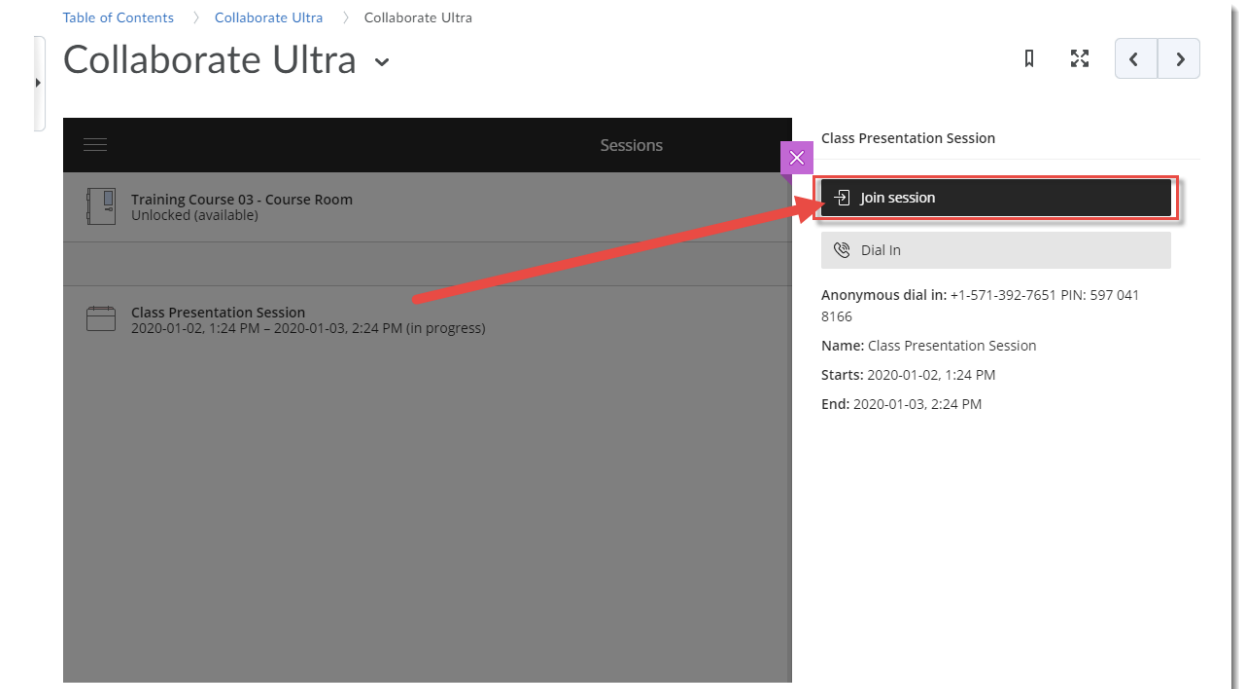 Table of Contents > Collaborate Ultra > Collaborate Ultra
Collaborate Ultra
Sessions
Training Course 03 - Course Room
Unlocked (available)
Class Presentation Session
2020-01-02, 1:24 PM – 2020-01-03, 2:24 PM (in progress)
Class Presentation Session
Join session
Dial In
Anonymous dial in: +1-571-392-7651 PIN: 597 041
8166
Name: Class Presentation Session
Starts: 2020-01-02, 1:24 PM
End: 2020-01-03, 2:24 PM